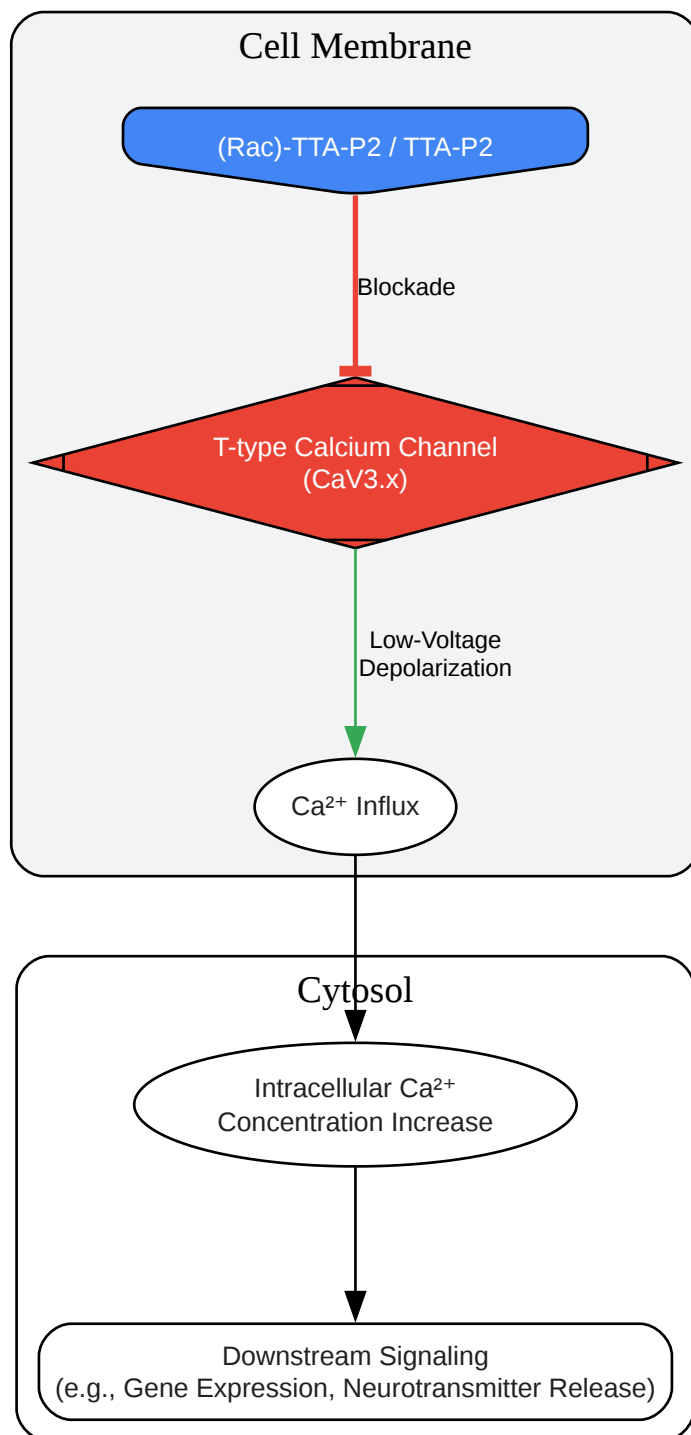 Cell Membrane
(Rac)-TTA-P2 / TTA-P2
Blockade
T-type Calcium Channel
(CaV3.x)
Low-Voltage
Depolarization
Ca²⁺ Influx
Cytosol
Intracellular Ca²⁺
Concentration Increase
Downstream Signaling
(e.g., Gene Expression, Neurotransmitter Release)